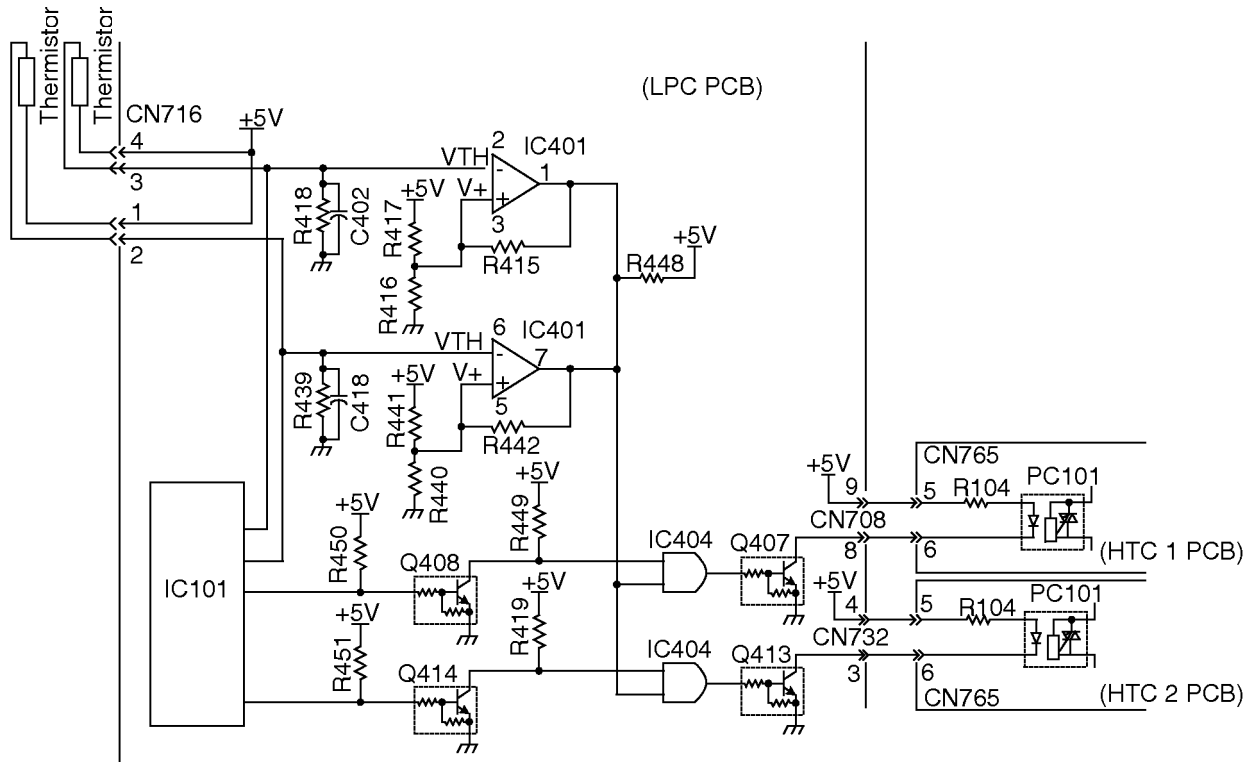 Thermistor
Thermistor
CN716
4
3
1
2
+5V
(LPC PCB)
VTH
2
IC401
1
-
+
V+
3
+5V
R418
C402
R417
R415
R416
+5V
R448
VTH
6
IC401
7
-
+
V+
5
+5V
R439
C418
R441
R442
R440
IC101
+5V
R450
Q408
+5V
R449
IC404
Q407
+5V
R451
Q414
+5V
R419
IC404
Q413
+5V
9
CN708
8
CN765
5
R104
PC101
6
(HTC 1 PCB)
+5V
4
CN732
3
5
R104
PC101
6
CN765
(HTC 2 PCB)